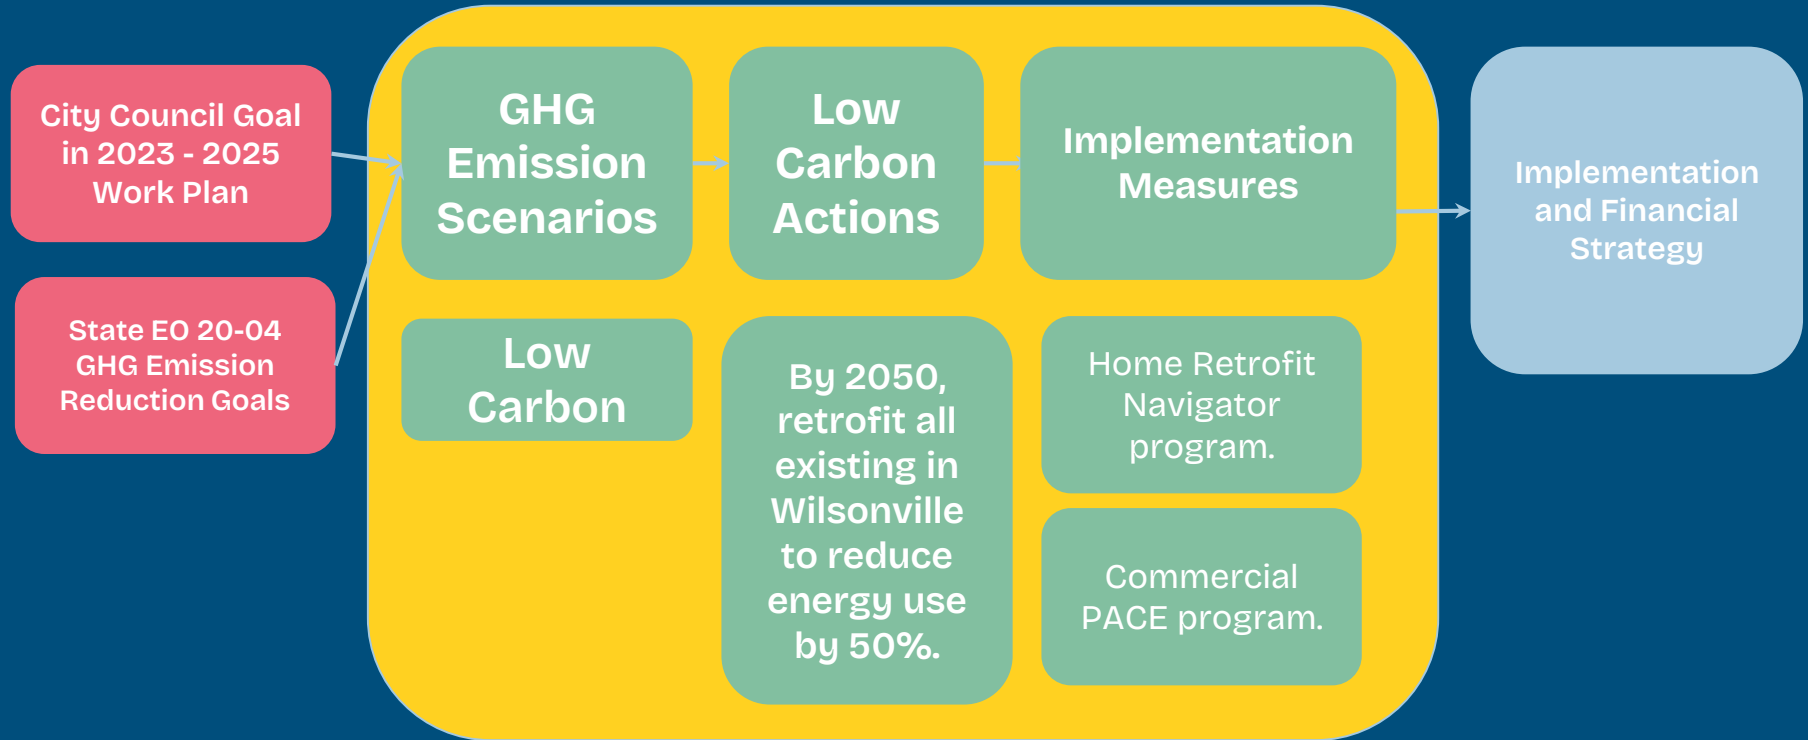 City Council Goal
in 2023 - 2025
Work Plan
State EO 20-04
GHG Emission
Reduction Goals
GHG
Emission
Scenarios
Low
Carbon
Actions
Implementation
Measures
Implementation
and Financial
Strategy
Low
Carbon
By 2050,
retrofit all
existing in
Wilsonville
to reduce
energy use
by 50%.
Home Retrofit
Navigator
program.
Commercial
PACE program.